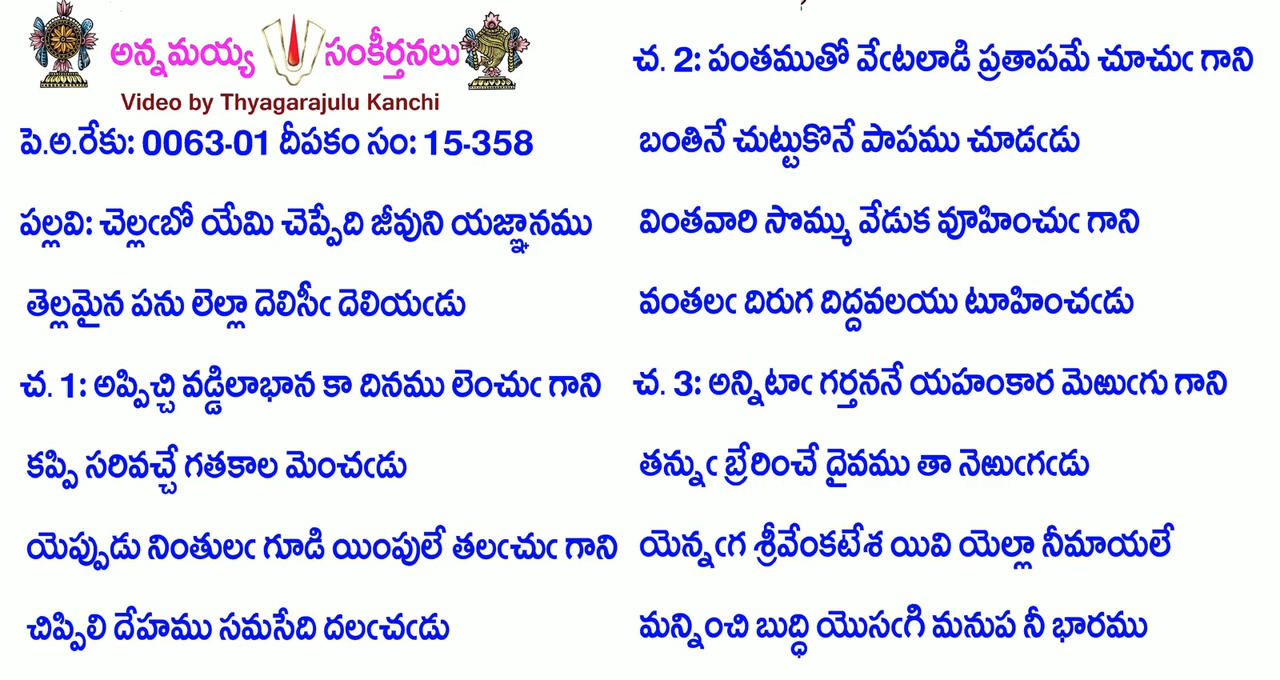 అన్నమయ్య సంకీర్తనలు
Video by Thyagarajulu Kanchi
పె.అ.రేకు: 0063-01 దీపకం సం: 15-358
పల్లవి: చెల్లఁబో యేమి చెప్పేది జీవుని యజ్ఞానము
తెల్లమైన పను లెల్లా దెలిసీఁ దెలియఁడు
చ. 1: అప్పిచ్చి వడ్డిలాభాన కా దినము లెంచుఁ గాని
కప్పి సరివచ్చే గతకాల మెంచఁడు
యెప్పుడు నింతులఁ గూడి యింపులే తలఁచుఁ గాని
చిప్పిలి దేహము సమసేది దలఁచఁడు
చ. 2: పంతముతో వేఁటలాడి ప్రతాపమే చూచుఁ గాని
బంతినే చుట్టుకొనే పాపము చూడఁడు
వింతవారి సొమ్ము వేడుక వూహించుఁ గాని
వంతలఁ దిరుగ దిద్దవలయు టూహించఁడు
చ. 3: అన్నిటాఁ గర్తననే యహంకార మెఱుఁగు గాని
తన్నుఁ బ్రేరించే దైవము తా నెఱుఁగఁడు
యెన్నఁగ శ్రీవేంకటేశ యివి యెల్లా నీమాయలే
మన్నించి బుద్ధి యొసఁగి మనుప నీ భారము